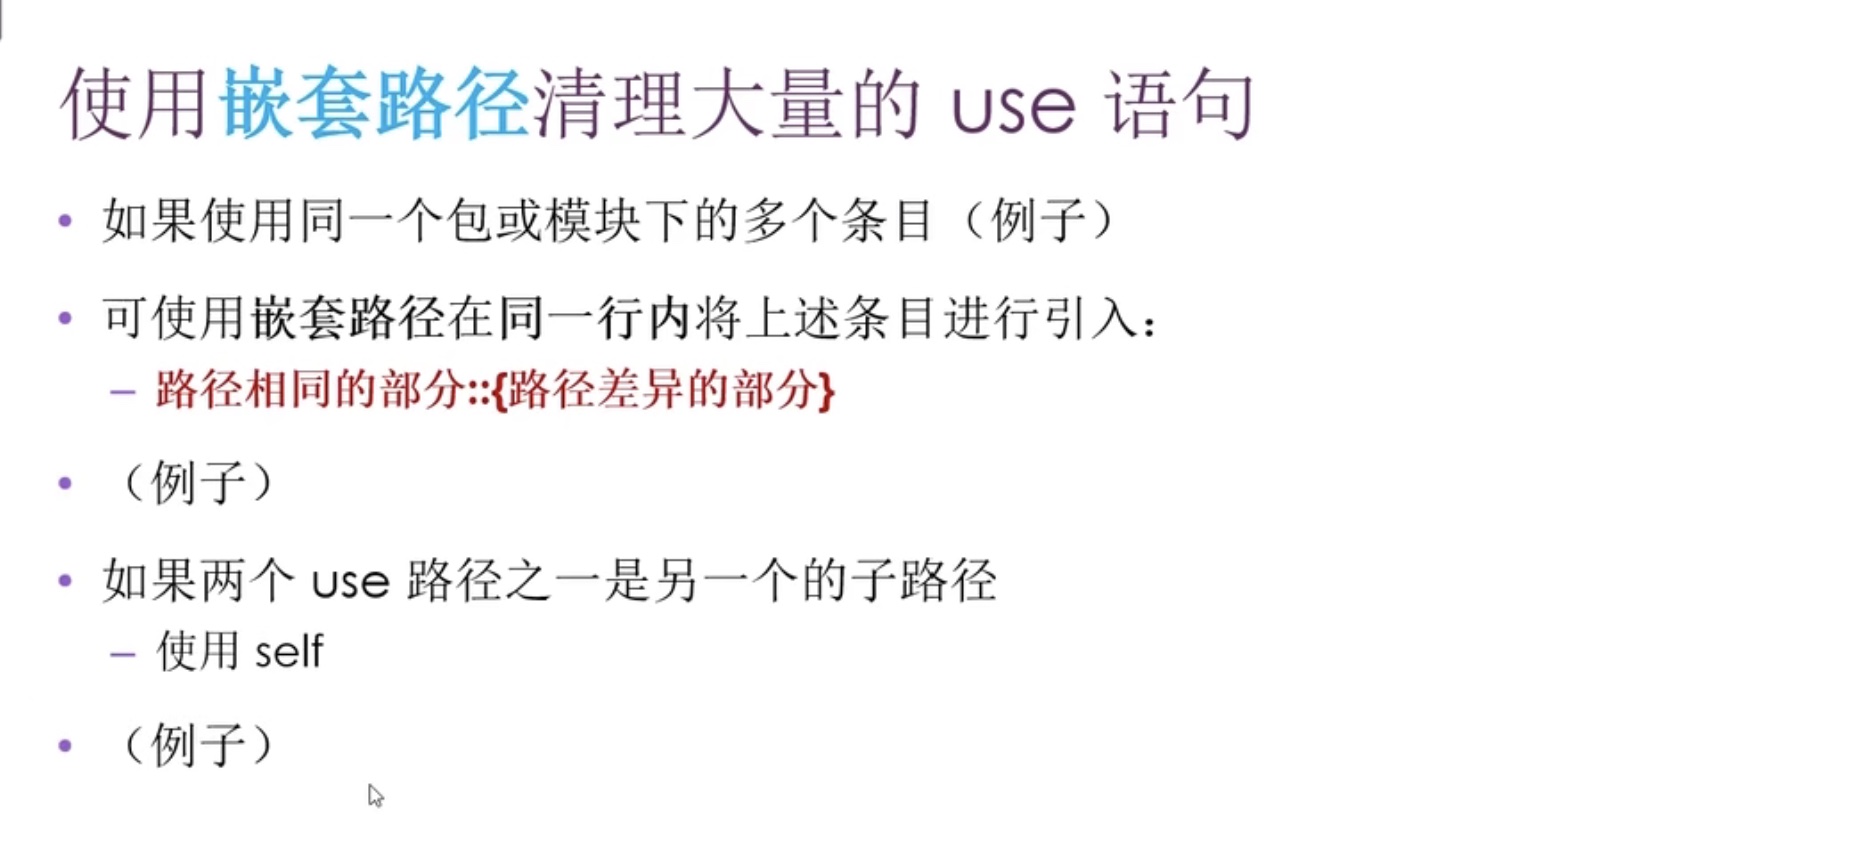 使用嵌套路径清理大量的 use 语句
• 如果使用同一个包或模块下的多个条目（例子）
• 可使用嵌套路径在同一行内将上述条目进行引入：
– 路径相同的部分::{路径差异的部分}
• （例子）
• 如果两个 use 路径之一是另一个的子路径
– 使用 self
• （例子）